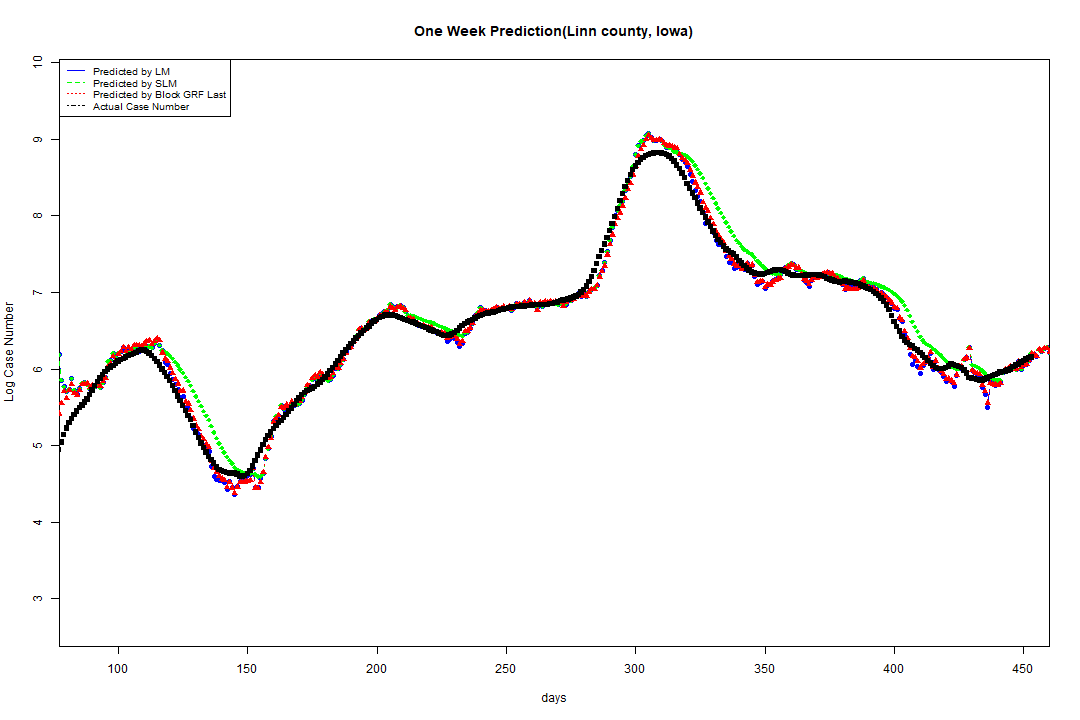 One Week Prediction(Linn county, Iowa)
Predicted by LM
Predicted by SLM
Predicted by Block GRF Last
Actual Case Number
10
9
8
7
6
5
4
3
Log Case Number
100 150 200 250 300 350 400 450
days